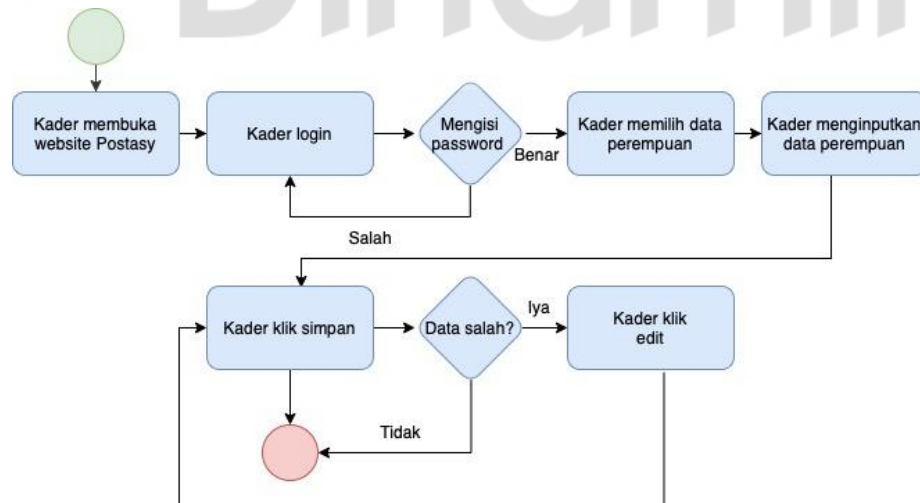 Kader membuka
website Postasy
Kader login
Mengisi
password
Benar
Kader memilih data
perempuan
Kader menginputkan
data perempuan
Salah
Kader klik simpan
Data salah?
Iya
Kader klik
edit
Tidak